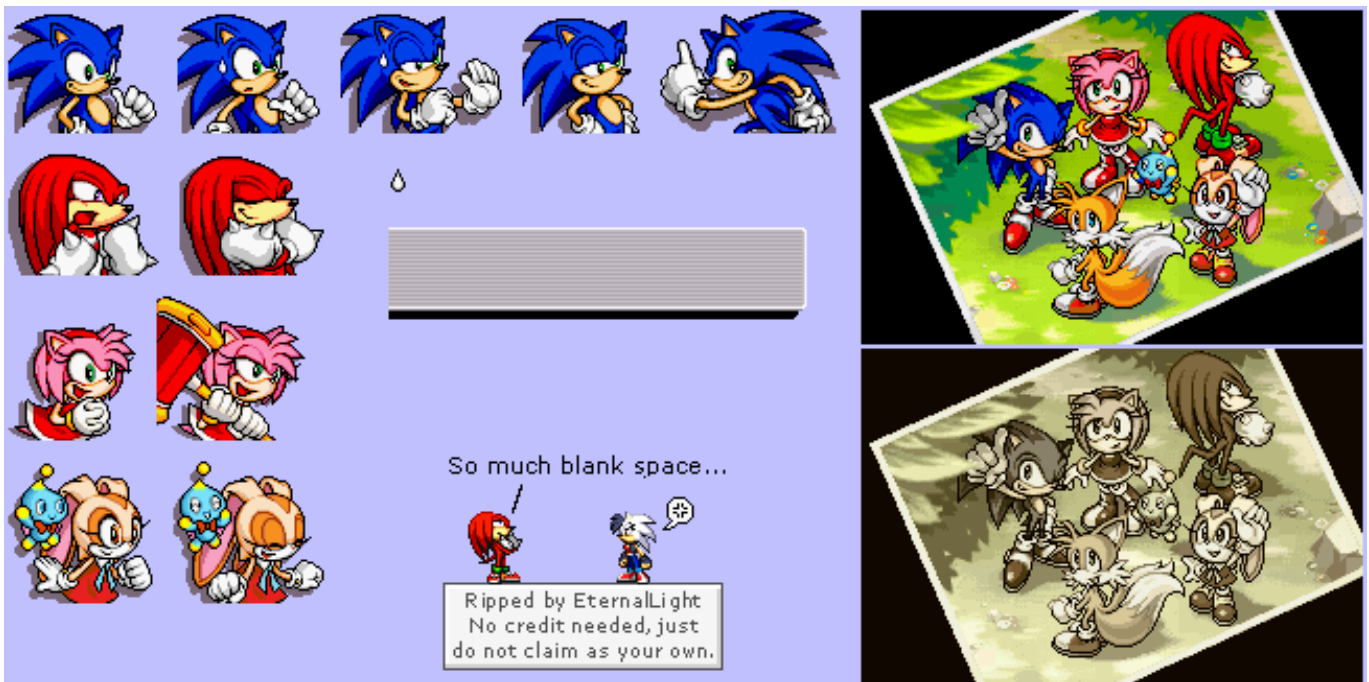 So much blank space...
Ripped by EternalLight
No credit needed, just
do not claim as your own.